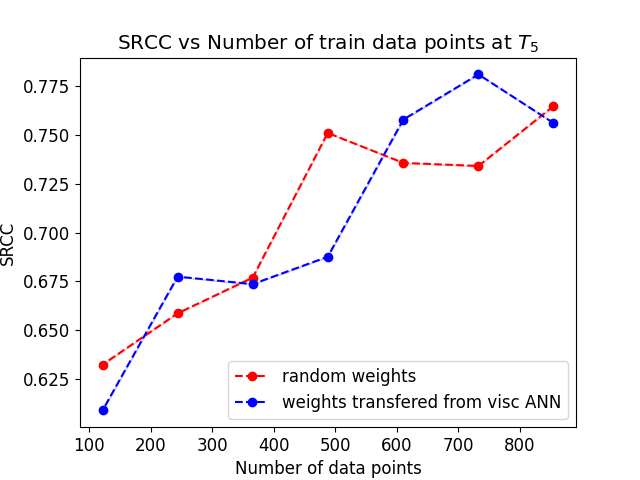 SRCC vs Number of train data points at T₅
0.775
0.750
0.725
0.700
0.675
0.650
0.625
SRCC
random weights
weights transfered from visc ANN
100 200 300 400 500 600 700 800
Number of data points